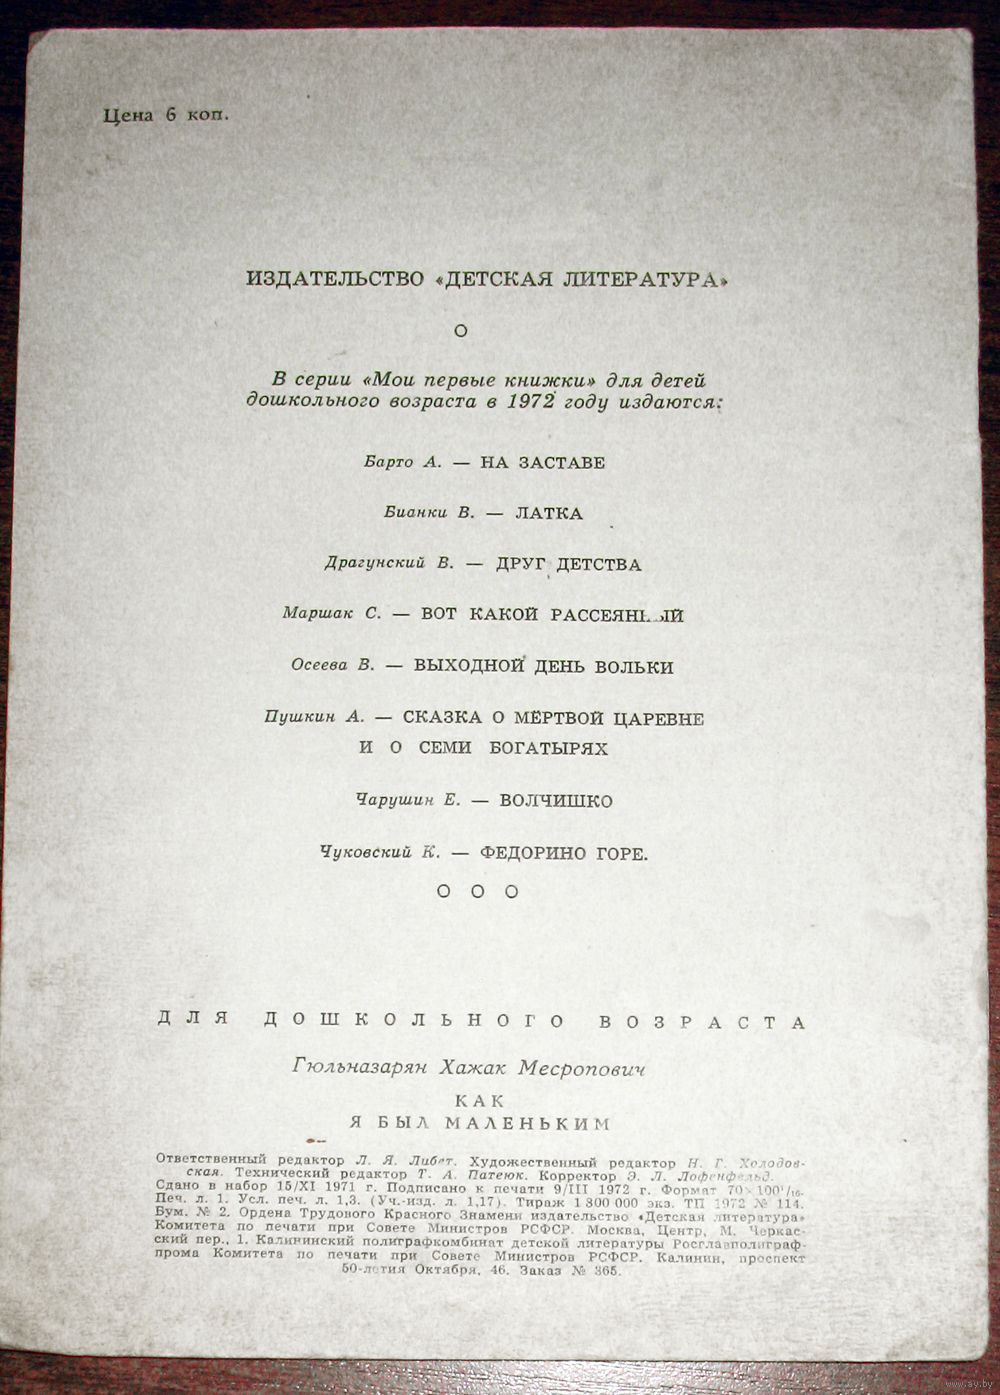 Цена 6 коп.
ИЗДАТЕЛЬСТВО «ДЕТСКАЯ ЛИТЕРАТУРА»
В серии «Мои первые книжки» для детей
дошкольного возраста в 1972 году издаются:
Барто А. — НА ЗАСТАВЕ
Бианки В. — ЛАТКА
Драгунский В. — ДРУГ ДЕТСТВА
Маршак С. — ВОТ КАКОЙ РАССЕЯННЫЙ
Осеева В. — ВЫХОДНОЙ ДЕНЬ ВОЛЬКИ
Пушкин А. — СКАЗКА О МЁРТВОЙ ЦАРЕВНЕ
И О СЕМИ БОГАТЫРЯХ
Чарушин Е. — ВОЛЧИШКО
Чуковский К. — ФЕДОРИНО ГОРЕ.
ДЛЯ ДОШКОЛЬНОГО ВОЗРАСТА
Гюльназарян Хажак Месропович
КАК
Я БЫЛ МАЛЕНЬКИМ
Ответственный редактор Л. Я. Либет. Художественный редактор Н. Г. Холодов-
ская. Технический редактор Т. А. Патеюк. Корректор Э. Л. Лофенфельд.
Сдано в набор 15/XI 1971 г. Подписано к печати 9/III 1972 г. Формат 70×100¹/₁₆.
Печ. л. 1. Усл. печ. л. 1,3. (Уч.-изд. л. 1,17). Тираж 1 800 000 экз. ТП 1972 № 114.
Бум. № 2. Ордена Трудового Красного Знамени издательство «Детская литература»
Комитета по печати при Совете Министров РСФСР. Москва, Центр, М. Черкас-
ский пер., 1. Калининский полиграфкомбинат детской литературы Росглавполиграф-
прома Комитета по печати при Совете Министров РСФСР. Калинин, проспект
50-летия Октября, 46. Заказ № 365.
www.ay.by